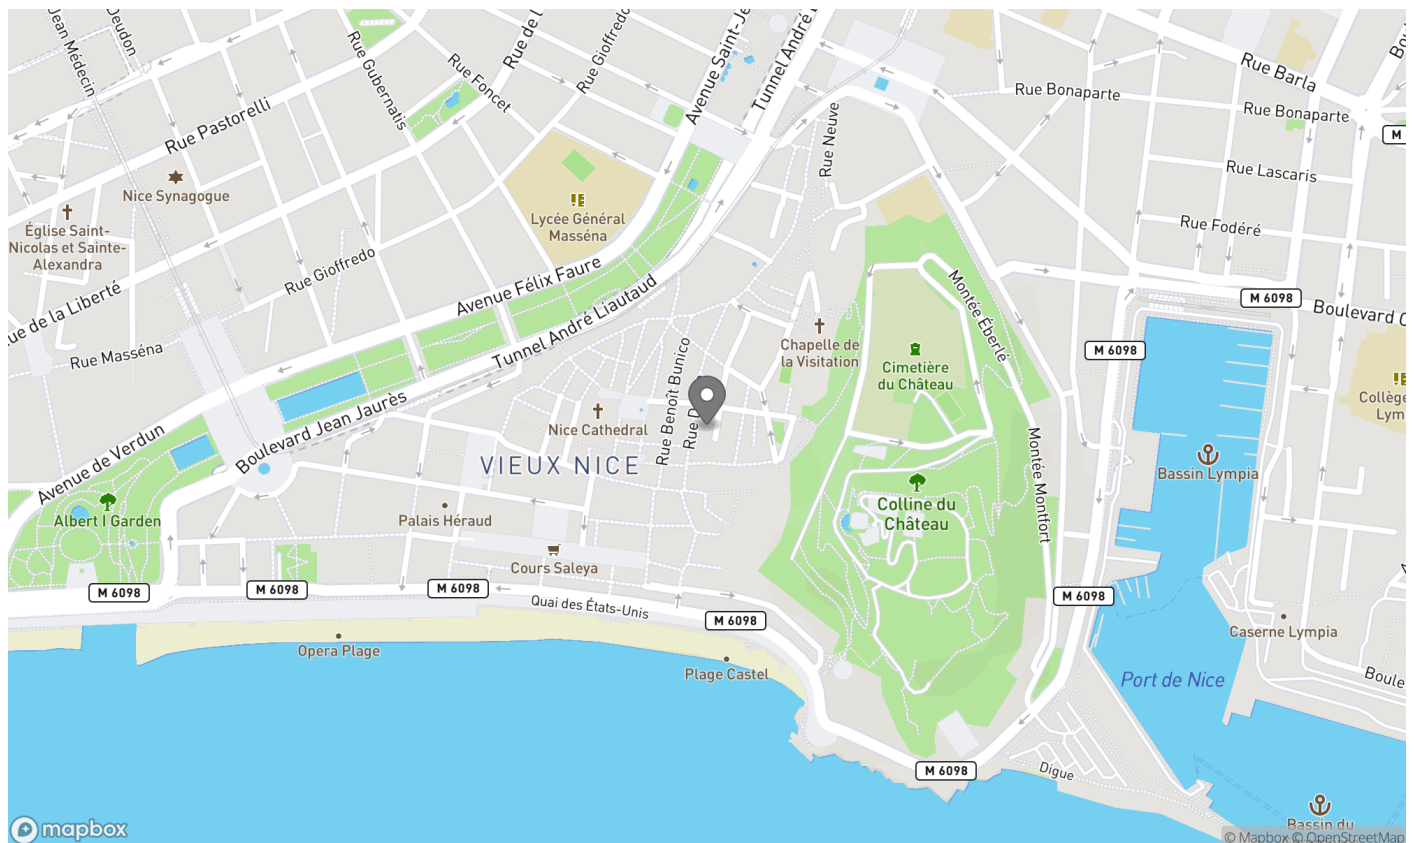 Jean Médecin
Deudon
Rue Pastorelli
Rue Gubernatis
Rue Foncet
Rue de
Rue Gioffredo
Avenue Saint-
Tunnel André
Rue Neuve
Rue Bonaparte
Rue Barla
Rue Bonaparte
M
Rue Lascaris
Rue Fodéré
Nice Synagogue
Église Saint-
Nicolas et Sainte-
Alexandra
Lycée Général
Masséna
Rue Gioffredo
Avenue Félix Faure
Tunnel André Liautaud
de la Liberté
Rue Masséna
Montée Éberlé
M 6098
Boulevard
M 6098
Chapelle de
la Visitation
Cimetière
du Château
Collège
Lym
Rue Benoît Bunico
Rue
Nice Cathedral
Boulevard Jean Jaurès
Avenue de Verdun
VIEUX NICE
Montée Montfort
Bassin Lympia
Albert I Garden
Palais Héraud
Colline du
Château
Cours Saleya
M 6098
M 6098
M 6098
M 6098
Quai des États-Unis
M 6098
Opera Plage
Plage Castel
Caserne Lympia
Port de Nice
Boule
M 6098
Digue
Bassin du
mapbox
© Mapbox © OpenStreetMap